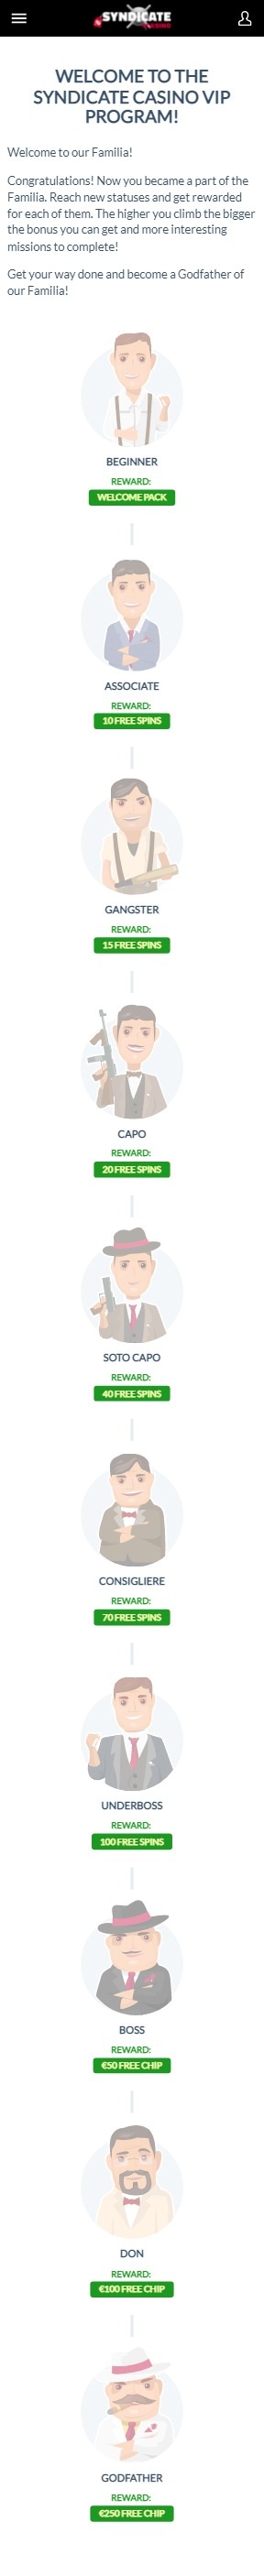 SYNDICATE
CASINO
WELCOME TO THE
SYNDICATE CASINO VIP
PROGRAM!
Welcome to our Familia!
Congratulations! Now you became a part of the
Familia. Reach new statuses and get rewarded
for each of them. The higher you climb the bigger
the bonus you can get and more interesting
missions to complete!
Get your way done and become a Godfather of
our Familia!
BEGINNER
REWARD:
WELCOME PACK
ASSOCIATE
REWARD:
10 FREE SPINS
GANGSTER
REWARD:
15 FREE SPINS
CAPO
REWARD:
20 FREE SPINS
SOTO CAPO
REWARD:
40 FREE SPINS
CONSIGLIERE
REWARD:
70 FREE SPINS
UNDERBOSS
REWARD:
100 FREE SPINS
BOSS
REWARD:
€50 FREE CHIP
DON
REWARD:
€100 FREE CHIP
GODFATHER
REWARD:
€250 FREE CHIP